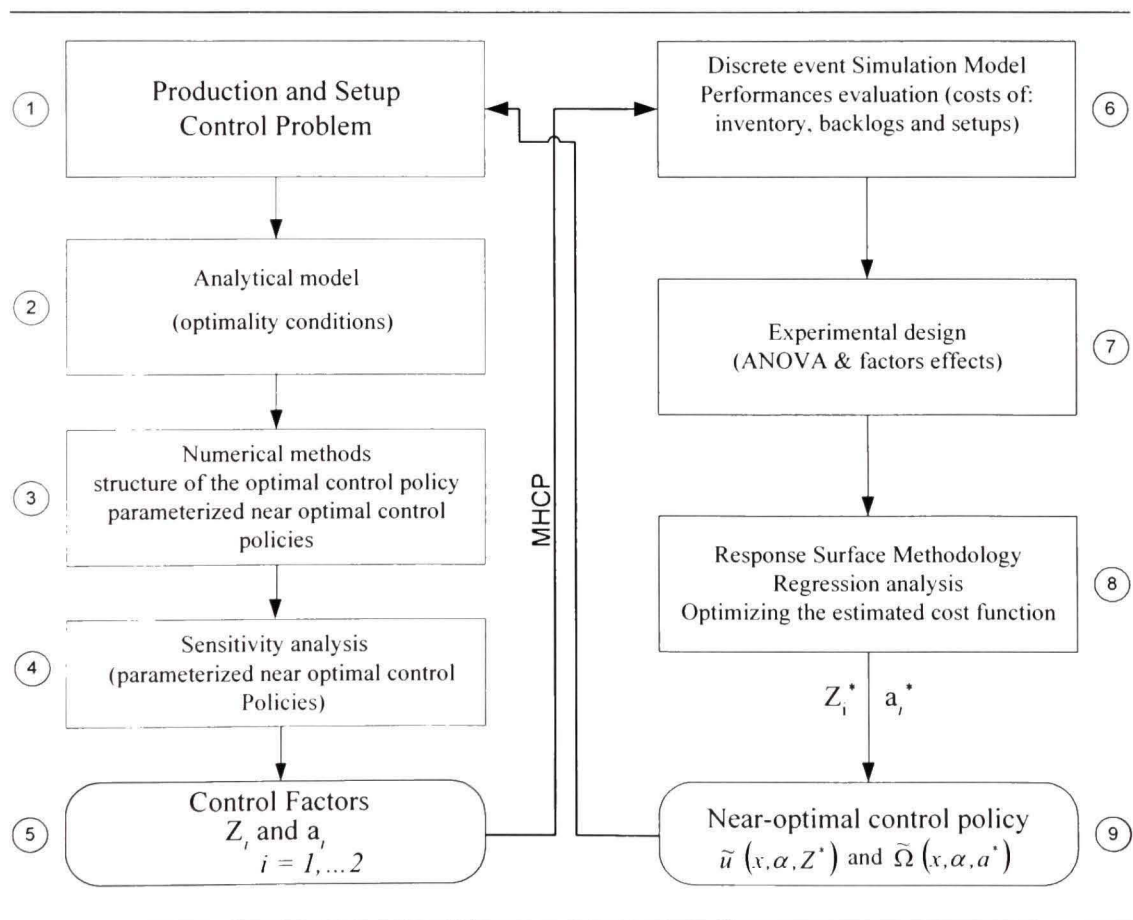 1
Production and Setup
Control Problem
2
Analytical model
(optimality conditions)
3
Numerical methods
structure of the optimal control policy
parameterized near optimal control
policies
4
Sensitivity analysis
(parameterized near optimal control
Policies)
5
Control Factors
Z_i and a_i
i = 1,...2
MHCP
6
Discrete event Simulation Model
Performances evaluation (costs of:
inventory, backlogs and setups)
7
Experimental design
(ANOVA & factors effects)
8
Response Surface Methodology
Regression analysis
Optimizing the estimated cost function
Z_i^* a_i^*
9
Near-optimal control policy
ũ (x,α,Z^*) and Ω̃ (x,α,a^*)